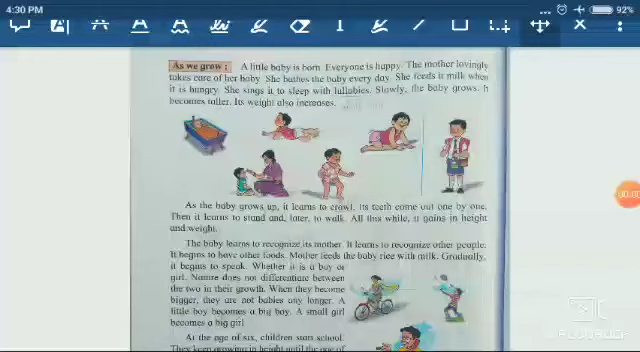 4:30 PM
92%
As we grow : A little baby is born. Everyone is happy. The mother lovingly
takes care of her baby. She bathes the baby every day. She feeds it milk when
it is hungry. She sings it to sleep with lullabies. Slowly, the baby grows. It
becomes taller. Its weight also increases.
As the baby grows up, it learns to crawl. Its teeth come out one by one.
Then it learns to stand and, later, to walk. All this while, it gains in height
and weight.
The baby learns to recognize its mother. It learns to recognize other people.
It begins to have other foods. Mother feeds the baby rice with milk. Gradually,
it begins to speak. Whether it is a boy or
girl. Nature does not differentiate between
the two in their growth. When they become
bigger, they are not babies any longer. A
little boy becomes a big boy. A small girl
becomes a big girl.
At the age of six, children start school.
They keep growing in height until the age of
00:00